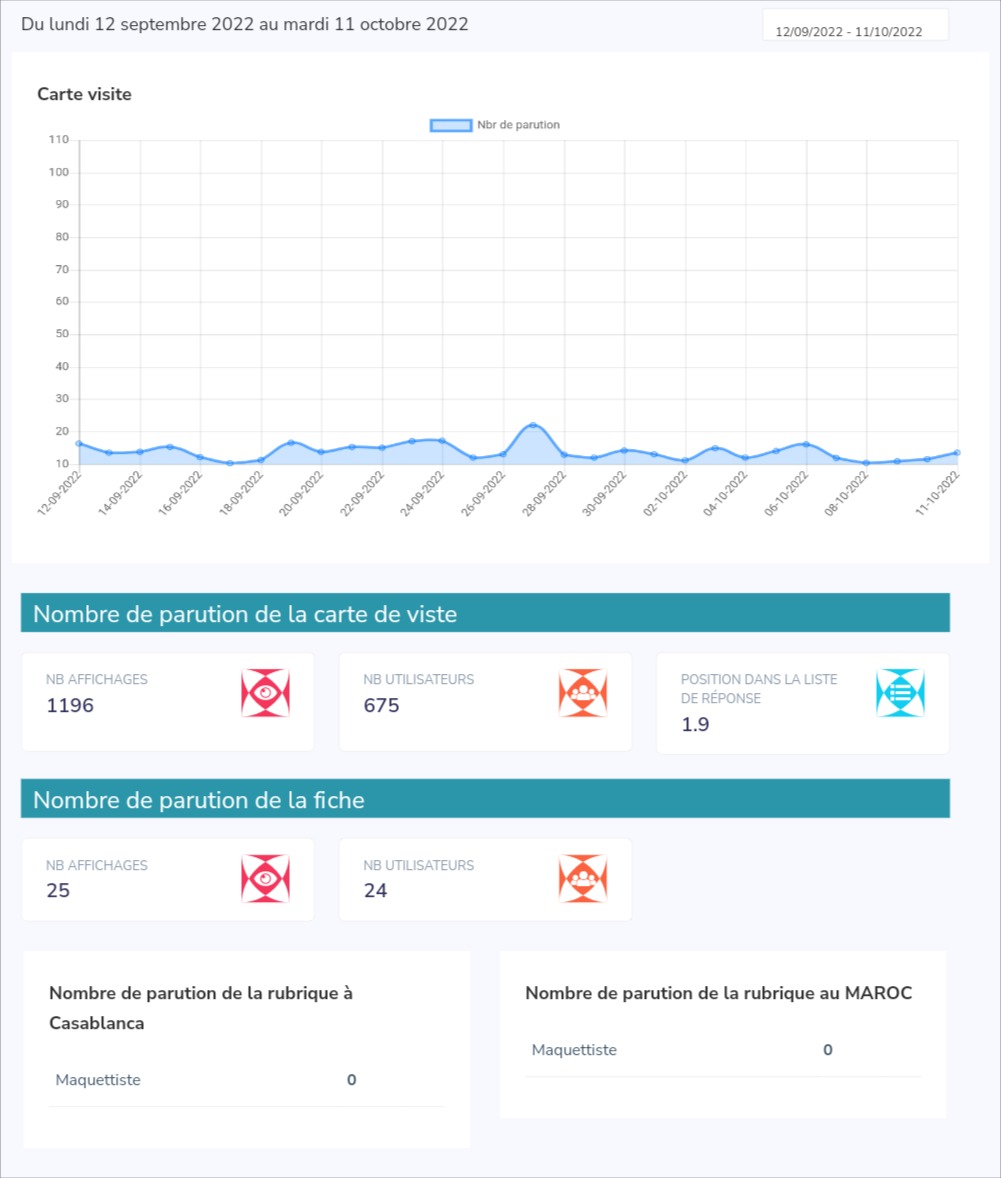 Du lundi 12 septembre 2022 au mardi 11 octobre 2022
12/09/2022 - 11/10/2022
Carte visite
Nbr de parution
110
100
90
80
70
60
50
40
30
20
10
12-09-2022
14-09-2022
16-09-2022
18-09-2022
20-09-2022
22-09-2022
24-09-2022
26-09-2022
28-09-2022
30-09-2022
02-10-2022
04-10-2022
06-10-2022
08-10-2022
11-10-2022
Nombre de parution de la carte de viste
NB AFFICHAGES
1196
NB UTILISATEURS
675
POSITION DANS LA LISTE
DE RÉPONSE
1.9
Nombre de parution de la fiche
NB AFFICHAGES
25
NB UTILISATEURS
24
Nombre de parution de la rubrique à
Casablanca
Maquettiste 0
Nombre de parution de la rubrique au MAROC
Maquettiste 0